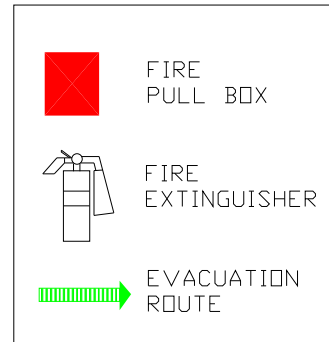 FIRE
PULL BOX
FIRE
EXTINGUISHER
EVACUATION
ROUTE